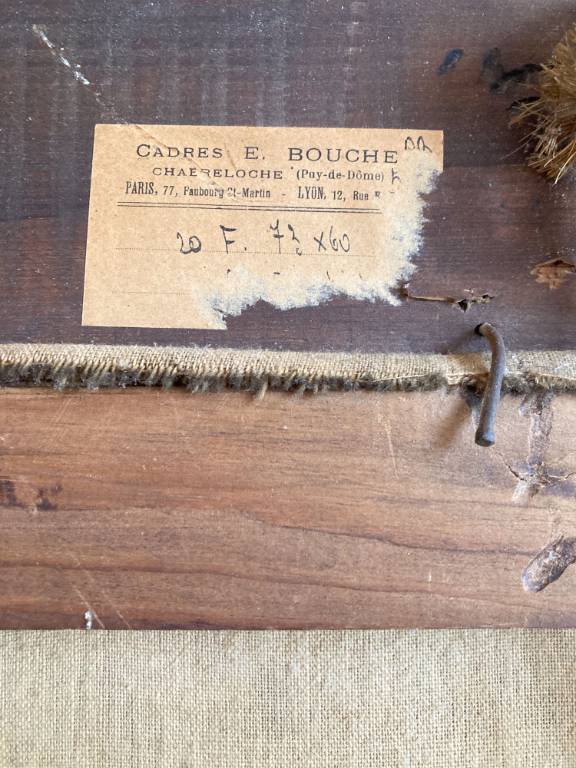 CADRES E. BOUCHE
CHABRELOCHE (Puy-de-Dôme)
PARIS, 77, Faubourg St-Martin - LYON, 12, Rue
20 F. 73 x 60